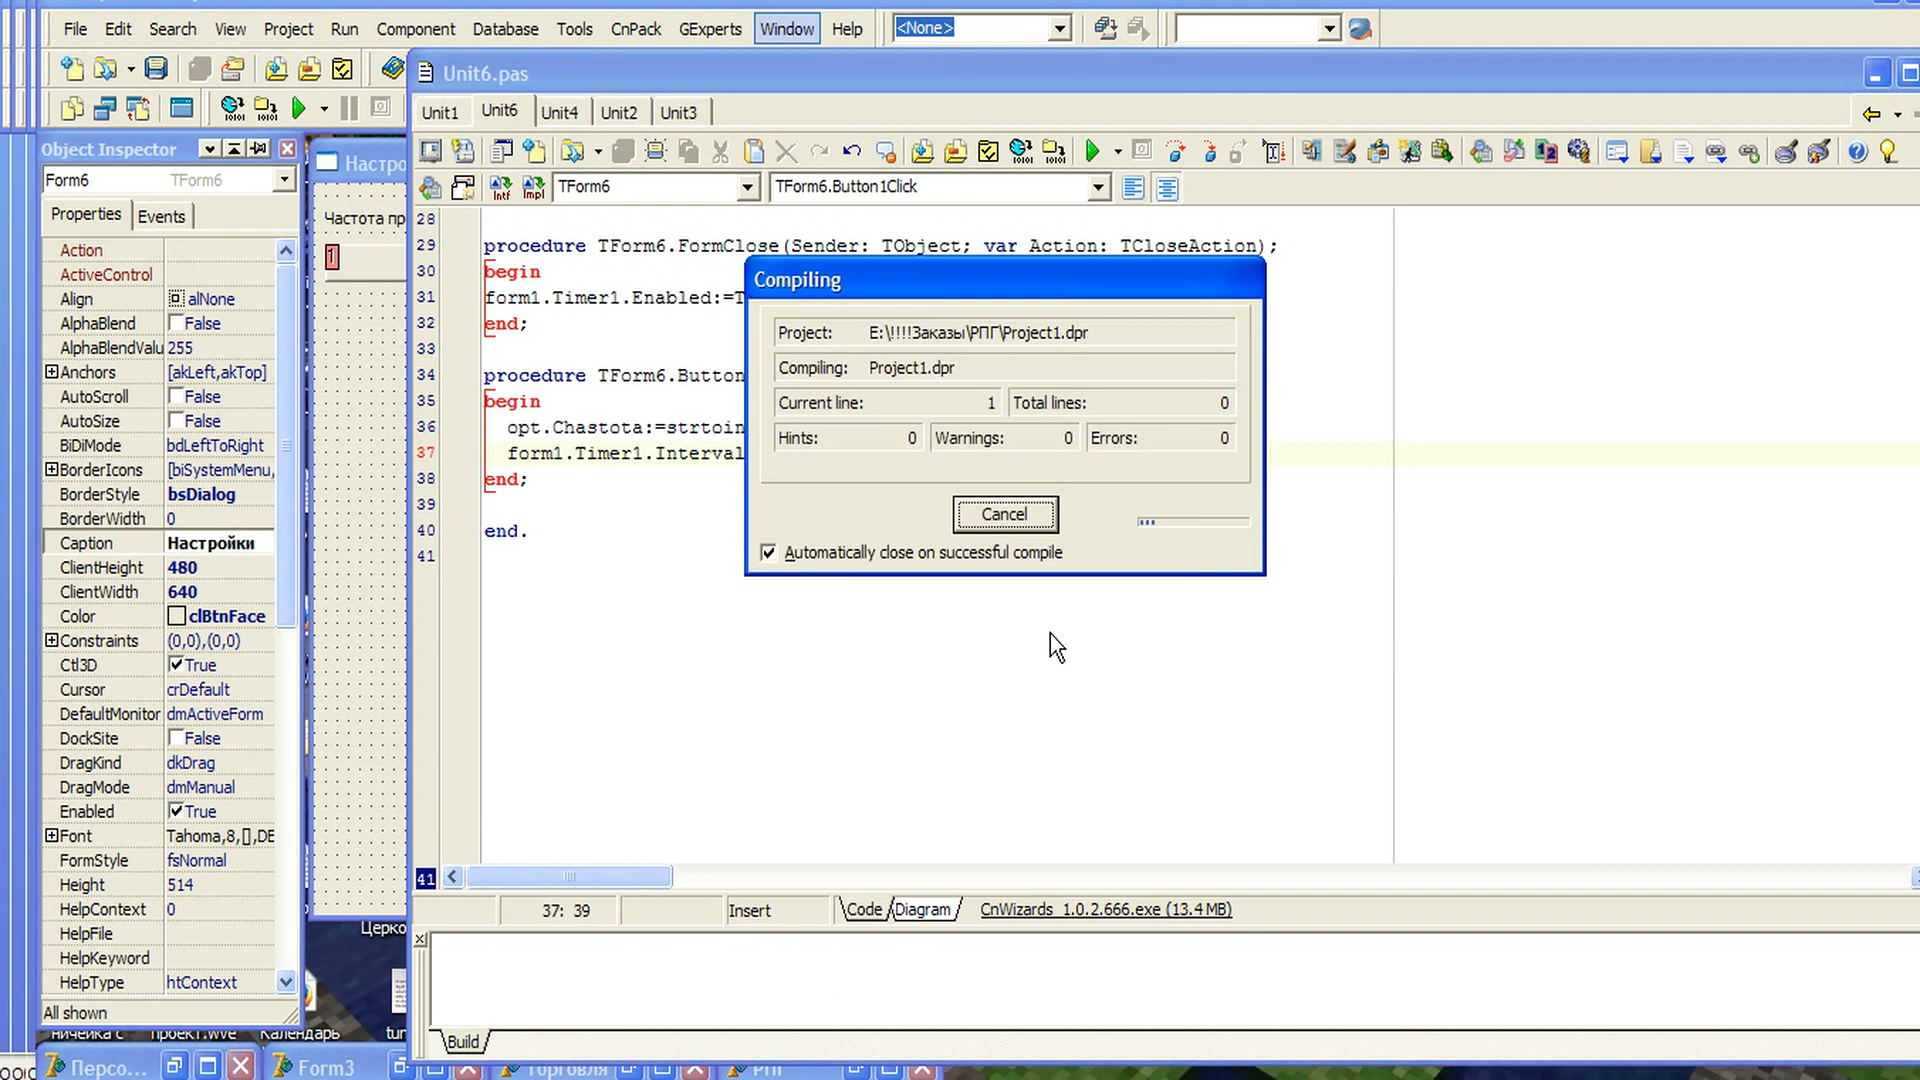 File Edit Search View Project Run Component Database Tools CnPack GExperts Window Help <None>
Unit6.pas
Unit1 Unit6 Unit4 Unit2 Unit3
Intf Impl TForm6 TForm6.Button1Click
Object Inspector
Form6 TForm6
Properties Events
Action
ActiveControl
Align alNone
AlphaBlend False
AlphaBlendValu 255
Anchors [akLeft,akTop]
AutoScroll False
AutoSize False
BiDiMode bdLeftToRight
BorderIcons [biSystemMenu,
BorderStyle bsDialog
BorderWidth 0
Caption Настройки
ClientHeight 480
ClientWidth 640
Color clBtnFace
Constraints (0,0),(0,0)
Ctl3D True
Cursor crDefault
DefaultMonitor dmActiveForm
DockSite False
DragKind dkDrag
DragMode dmManual
Enabled True
Font Tahoma,8,[],DE
FormStyle fsNormal
Height 514
HelpContext 0
HelpFile
HelpKeyword
HelpType htContext
All shown
Настро
Частота пр
1
28
29 procedure TForm6.FormClose(Sender: TObject; var Action: TCloseAction);
30 begin
31 form1.Timer1.Enabled:=T
32 end;
33
34 procedure TForm6.Button
35 begin
36 opt.Chastota:=strtoin
37 form1.Timer1.Interval
38 end;
39
40 end.
41
Compiling
Project: E:\!!!!Заказы\РПГ\Project1.dpr
Compiling: Project1.dpr
Current line: 1 Total lines: 0
Hints: 0 Warnings: 0 Errors: 0
Cancel
Automatically close on successful compile
41
37: 39 Insert Code Diagram CnWizards_1.0.2.666.exe (13.4 MB)
Build
Церко
проект.wve Календарь tur
Персо... Form3 Торговля РПГ